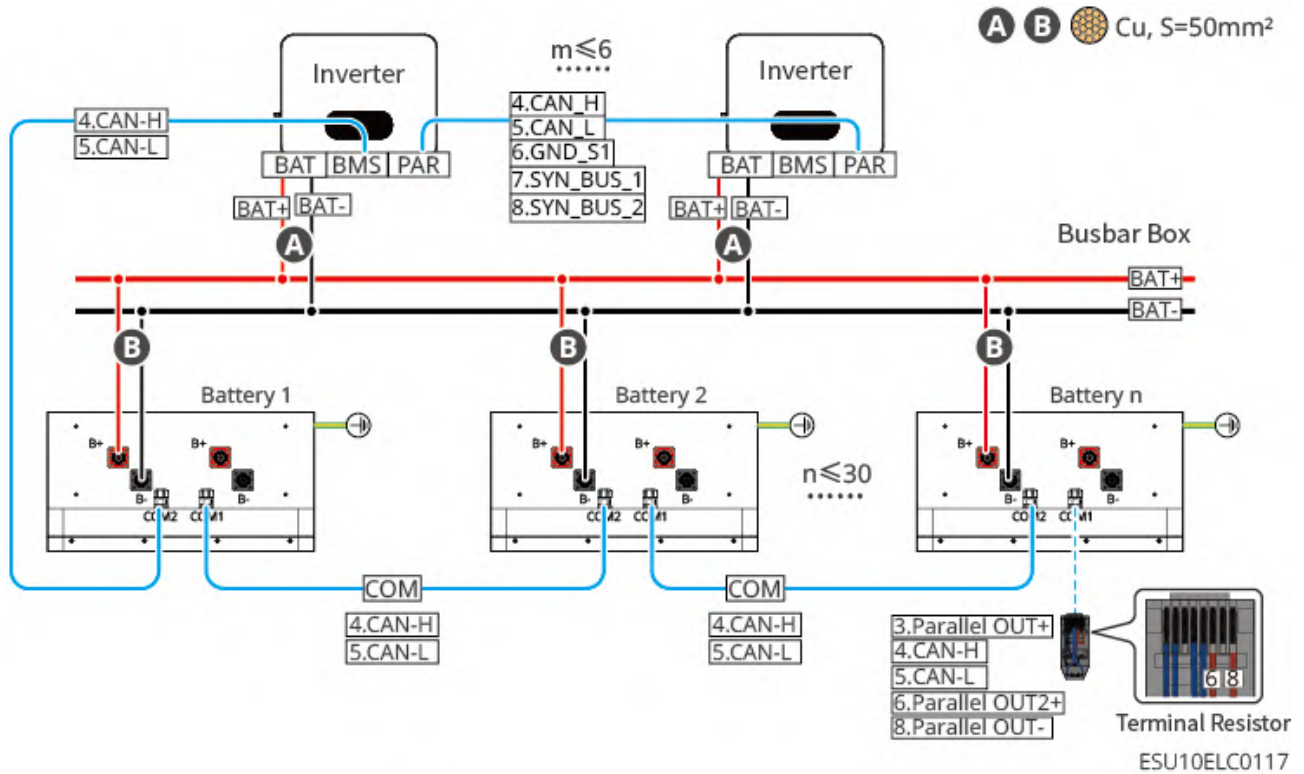 A B Cu, S=50mm²
Inverter
m≤6
Inverter
4.CAN-H
5.CAN-L
4.CAN_H
5.CAN_L
6.GND_S1
7.SYN_BUS_1
8.SYN_BUS_2
BAT BMS PAR
BAT BMS PAR
BAT+ BAT-
BAT+ BAT-
A
A
Busbar Box
BAT+
BAT-
B
B
B
Battery 1
Battery 2
Battery n
B+ B+
B- B-
COM2 COM1
B+ B+
B- B-
COM2 COM1
n≤30
B+ B+
B- B-
COM2 COM1
COM
4.CAN-H
5.CAN-L
COM
4.CAN-H
5.CAN-L
3.Parallel OUT+
4.CAN-H
5.CAN-L
6.Parallel OUT2+
8.Parallel OUT-
6 8
Terminal Resistor
ESU10ELC0117